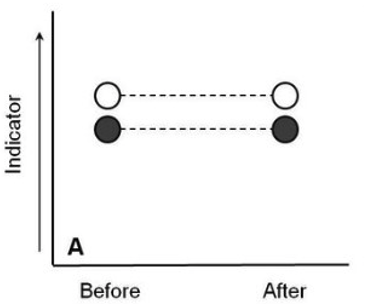 Indicator
A
Before
After